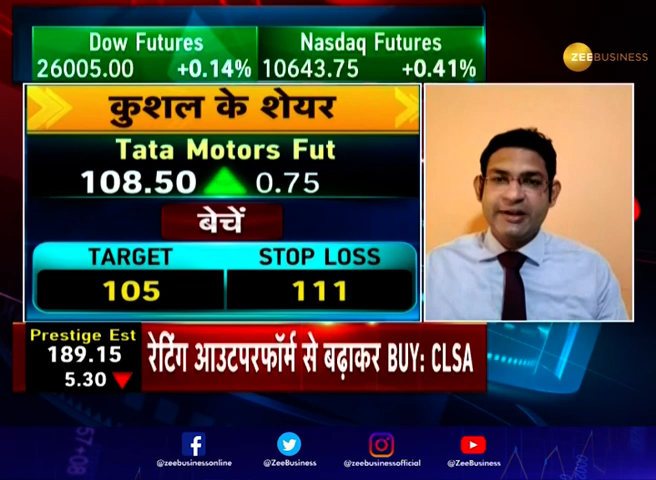 Dow Futures
26005.00 +0.14%
Nasdaq Futures
10643.75 +0.41%
ZEEBUSINESS
कुशल के शेयर
Tata Motors Fut
108.50 0.75
बेचें
TARGET STOP LOSS
105 111
Prestige Est
189.15
5.30
रेटिंग आउटपरफॉर्म से बढ़ाकर BUY: CLSA
@zeebusinessonline @ZeeBusiness @zeebusinessofficial @ZeeBusiness